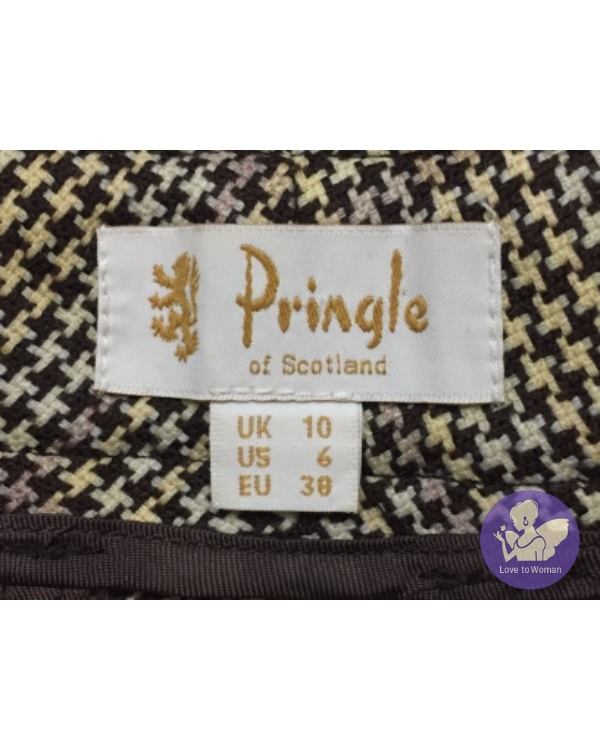 Pringle
of Scotland
UK 10
US 6
EU 38
Love to Woman